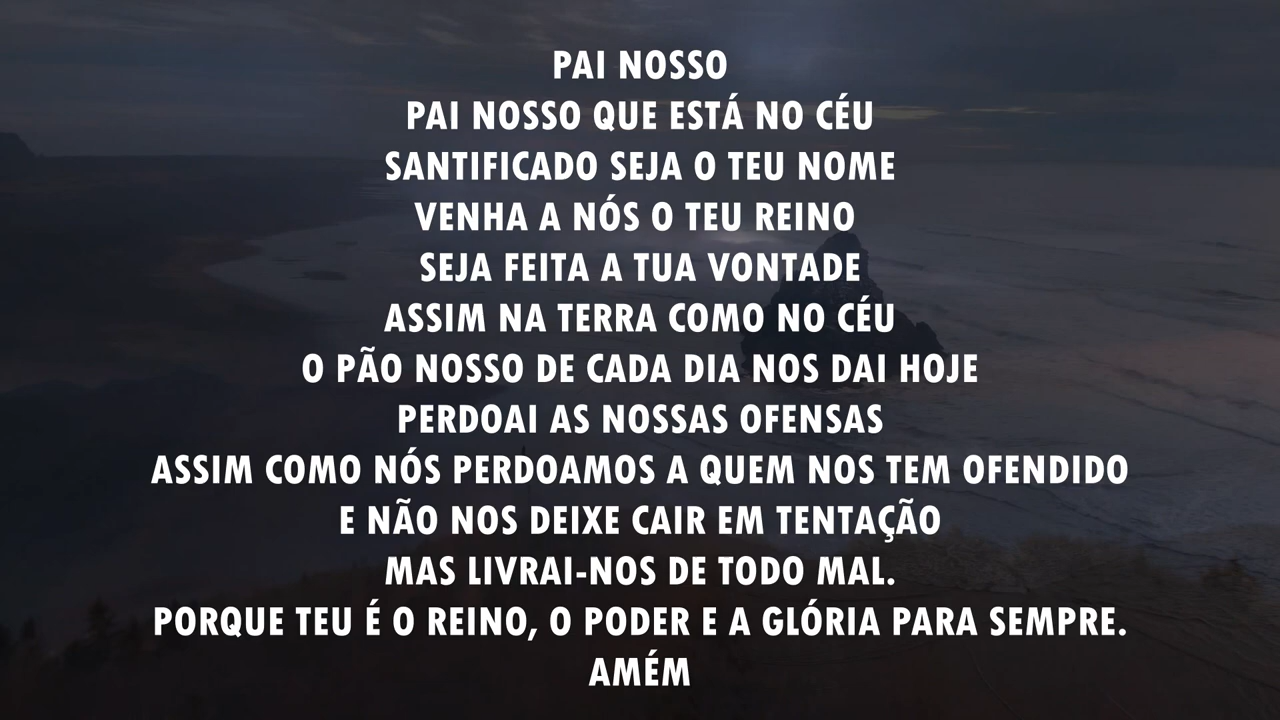 PAI NOSSO
PAI NOSSO QUE ESTÁ NO CÉU
SANTIFICADO SEJA O TEU NOME
VENHA A NÓS O TEU REINO
SEJA FEITA A TUA VONTADE
ASSIM NA TERRA COMO NO CÉU
O PÃO NOSSO DE CADA DIA NOS DAI HOJE
PERDOAI AS NOSSAS OFENSAS
ASSIM COMO NÓS PERDOAMOS A QUEM NOS TEM OFENDIDO
E NÃO NOS DEIXE CAIR EM TENTAÇÃO
MAS LIVRAI-NOS DE TODO MAL.
PORQUE TEU É O REINO, O PODER E A GLÓRIA PARA SEMPRE.
AMÉM